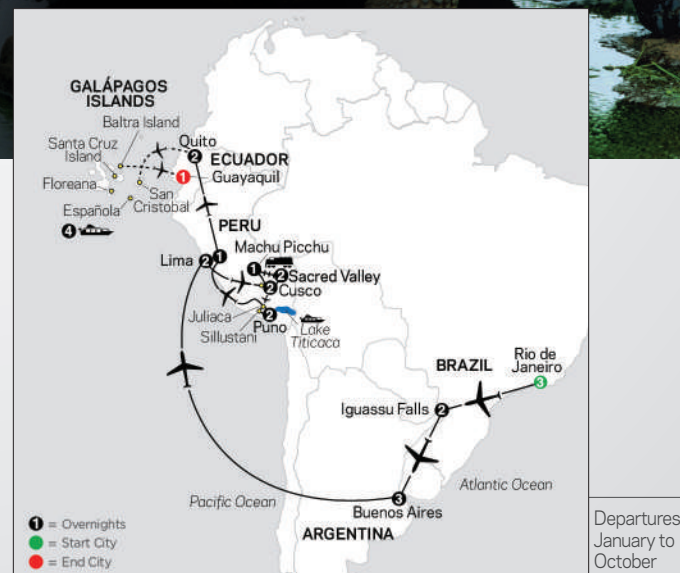 GALÁPAGOS
ISLANDS
Baltra Island
Santa Cruz
Island
Quito
2
ECUADOR
1
Guayaquil
Floreana
San
Cristobal
Española
4
PERU
Machu Picchu
Lima
2
1
1
2
Sacred Valley
2
Cusco
Juliaca
Sillustani
2
Puno
Lake
Titicaca
BRAZIL
Rio de
Janeiro
3
Iguassu Falls
2
Pacific Ocean
Atlantic Ocean
3
Buenos Aires
ARGENTINA
1 = Overnights
= Start City
= End City
Departures
January to
October